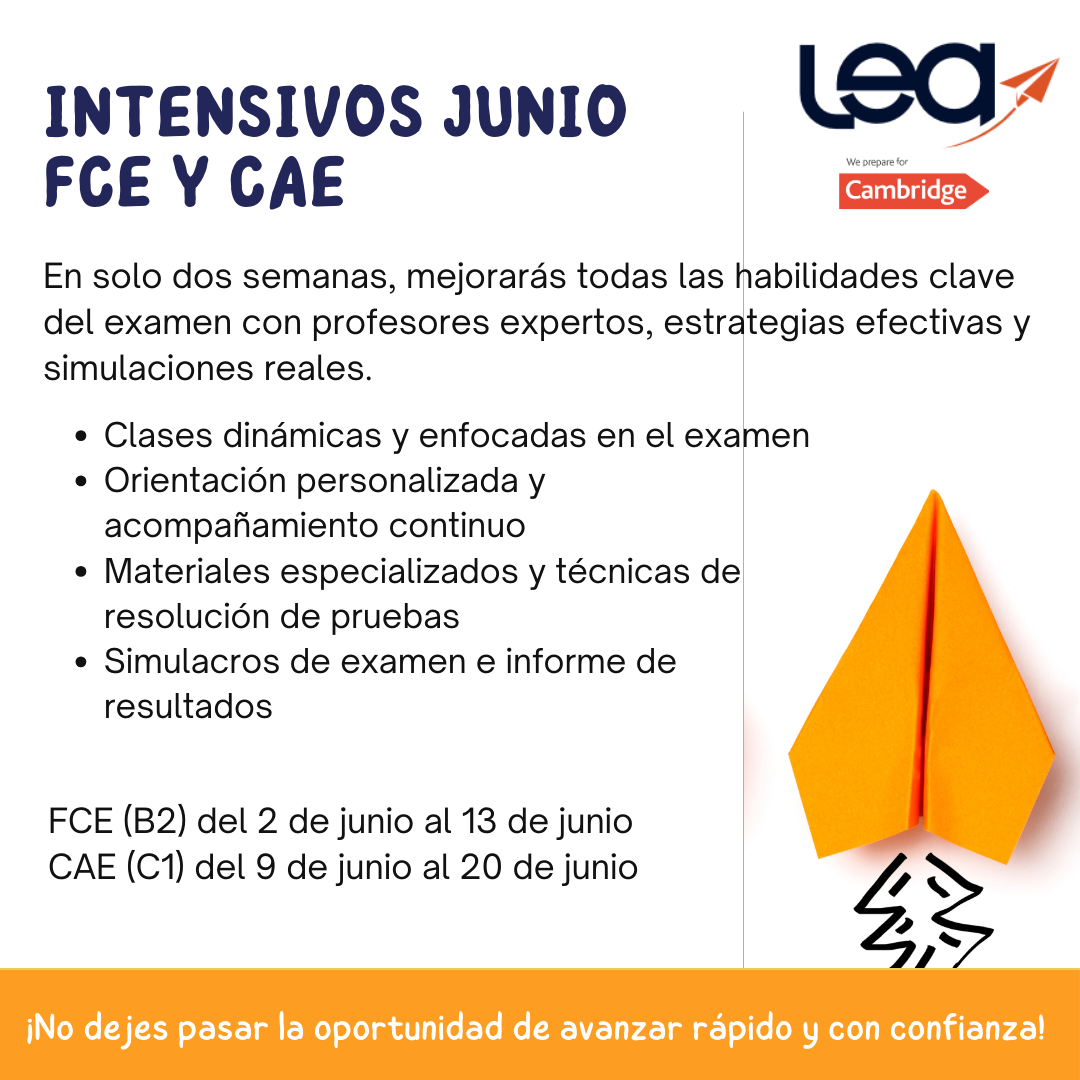 INTENSIVOS JUNIO
FCE Y CAE
lea
We prepare for
Cambridge
En solo dos semanas, mejorarás todas las habilidades clave
del examen con profesores expertos, estrategias efectivas y
simulaciones reales.
• Clases dinámicas y enfocadas en el examen
• Orientación personalizada y
acompañamiento continuo
• Materiales especializados y técnicas de
resolución de pruebas
• Simulacros de examen e informe de
resultados
FCE (B2) del 2 de junio al 13 de junio
CAE (C1) del 9 de junio al 20 de junio
¡No dejes pasar la oportunidad de avanzar rápido y con confianza!